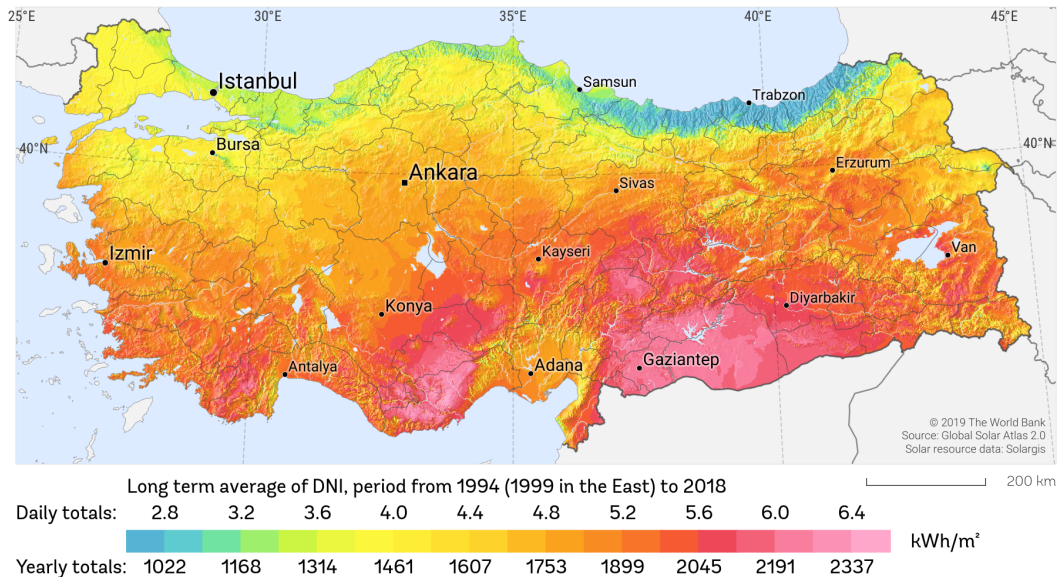 25°E 30°E 35°E 40°E 45°E
Istanbul
Samsun
Trabzon
40°N
Bursa
40°N
Ankara
Erzurum
Sivas
Izmir
Kayseri
Van
Konya
Diyarbakir
Antalya
Adana
Gaziantep
© 2019 The World Bank
Source: Global Solar Atlas 2.0
Solar resource data: Solargis
Long term average of DNI, period from 1994 (1999 in the East) to 2018
200 km
Daily totals: 2.8 3.2 3.6 4.0 4.4 4.8 5.2 5.6 6.0 6.4
kWh/m²
Yearly totals: 1022 1168 1314 1461 1607 1753 1899 2045 2191 2337